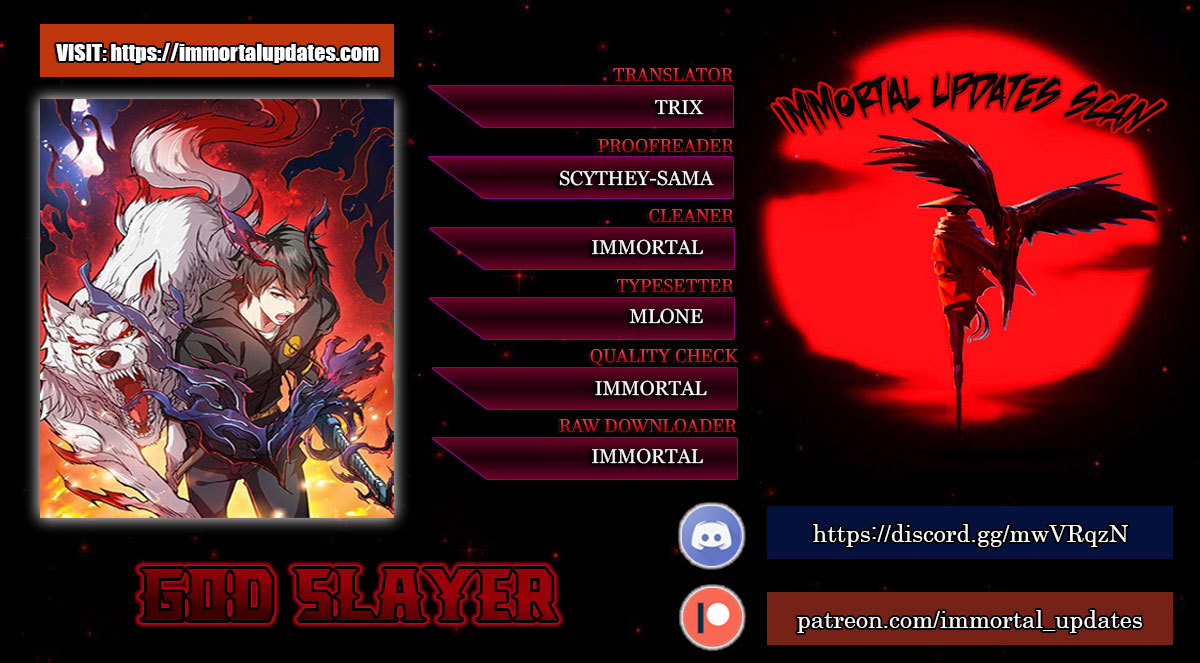 VISIT: https://immortalupdates.com
TRANSLATOR
TRIX
PROOFREADER
SCYTHEY-SAMA
CLEANER
IMMORTAL
TYPESETTER
MLONE
QUALITY CHECK
IMMORTAL
RAW DOWNLOADER
IMMORTAL
IMMORTAL UPDATES SCAN
GOD SLAYER
https://discord.gg/mwVRqzN
patreon.com/immortal_updates